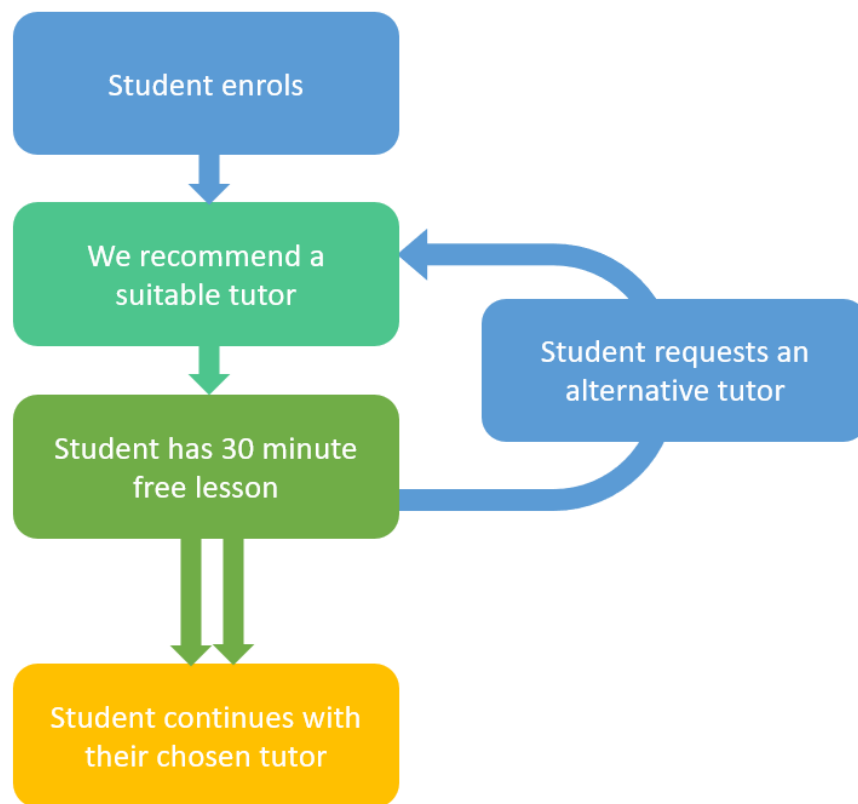 Student enrols
We recommend a
suitable tutor
Student requests an
alternative tutor
Student has 30 minute
free lesson
Student continues with
their chosen tutor